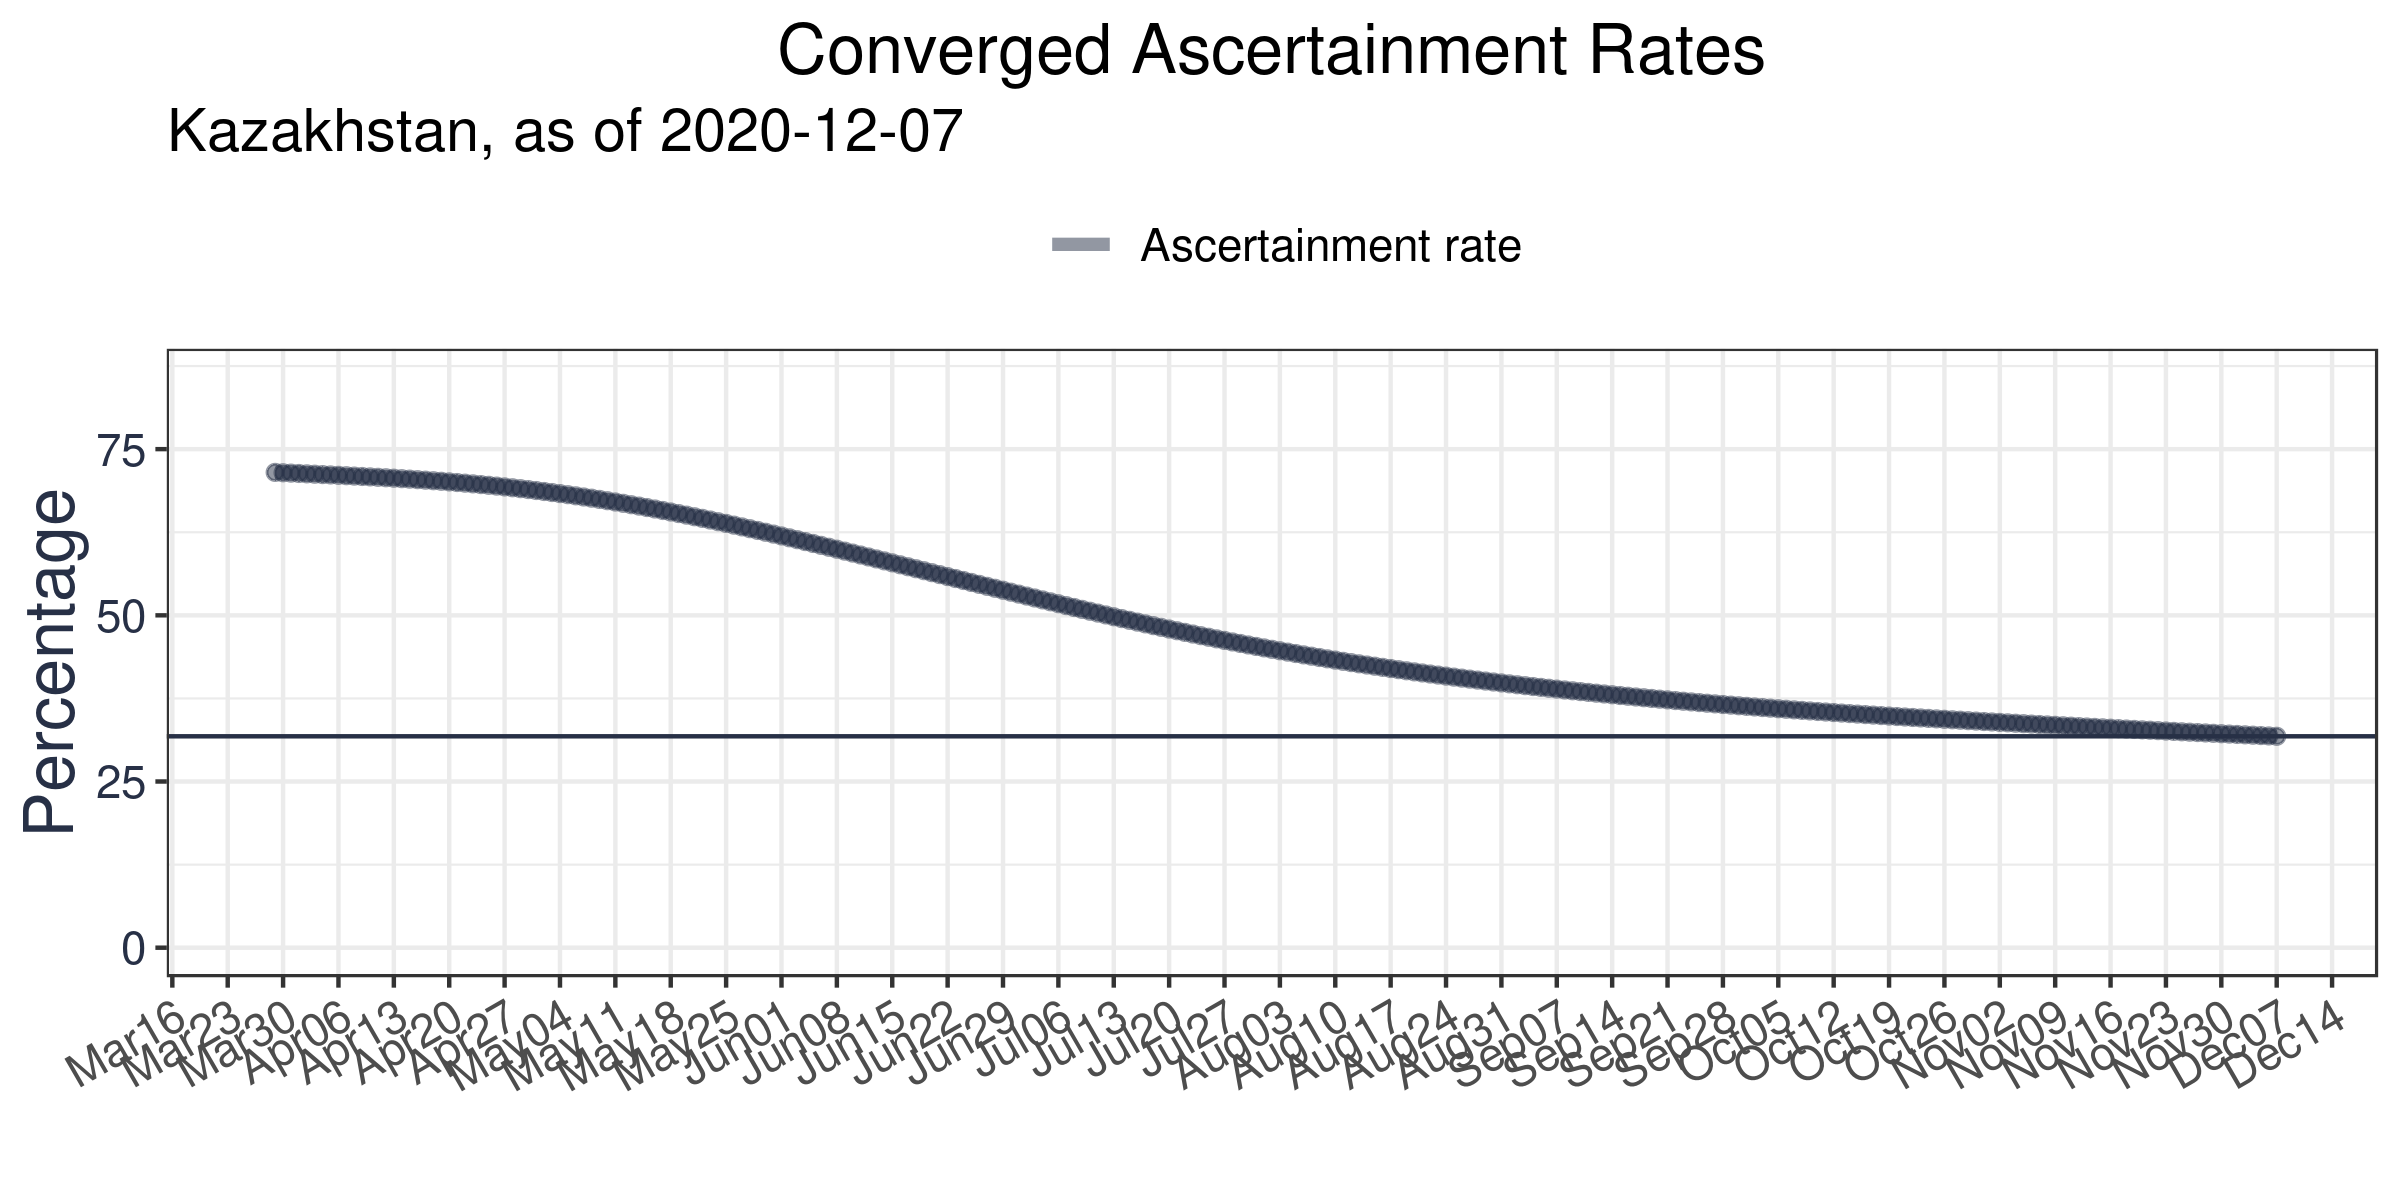 Converged Ascertainment Rates
Kazakhstan, as of 2020-12-07
Ascertainment rate
Percentage
75
50
25
0
Mar16
Mar23
Mar30
Apr06
Apr13
Apr20
Apr27
May04
May11
May18
May25
Jun01
Jun08
Jun15
Jun22
Jun29
Jul06
Jul13
Jul20
Jul27
Aug03
Aug10
Aug17
Aug24
Aug31
Sep07
Sep14
Sep21
Sep28
Oct05
Oct12
Oct19
Oct26
Nov02
Nov09
Nov16
Nov23
Nov30
Dec07
Dec14